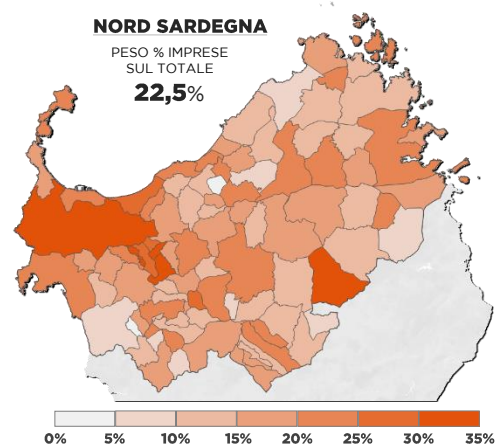 NORD SARDEGNA
PESO % IMPRESE
SUL TOTALE
22,5%
0% 5% 10% 15% 20% 25% 30% 35%